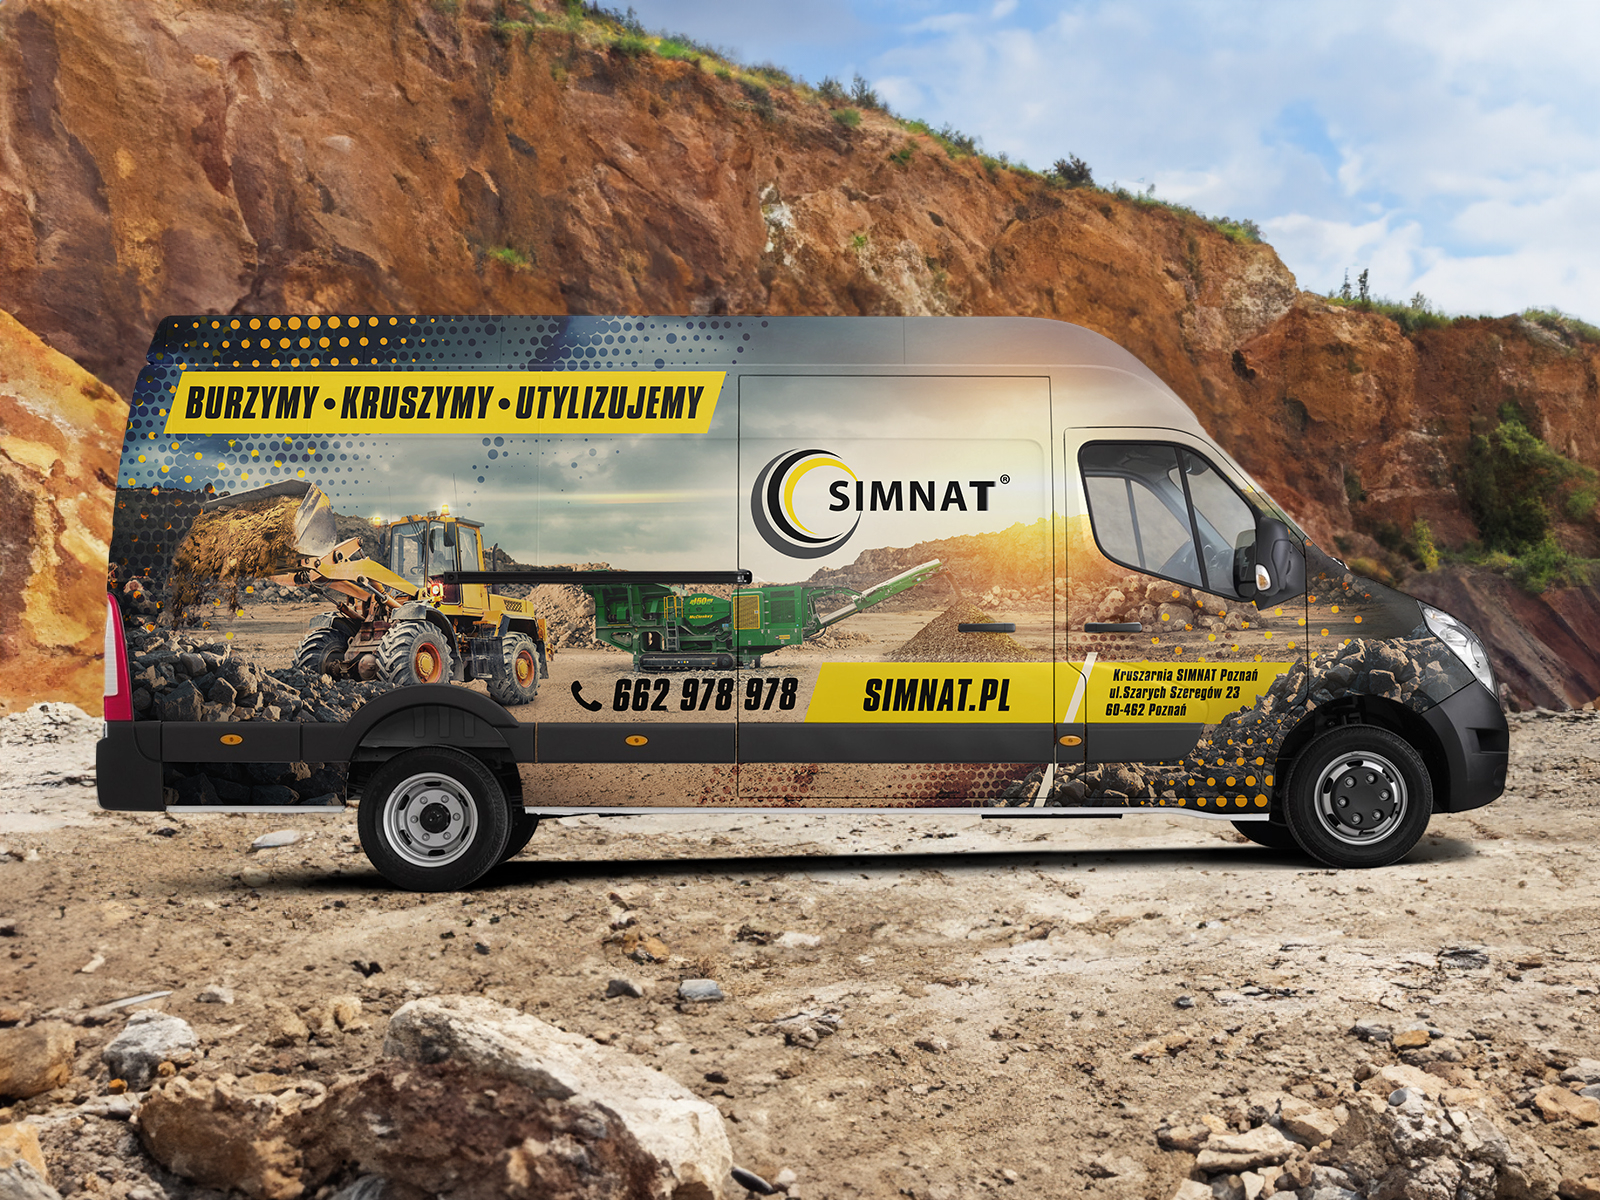 BURZYMY • KRUSZYMY • UTYLIZUJEMY
SIMNAT®
662 978 978
SIMNAT.PL
Kruszarnia SIMNAT Poznań
ul.Szarych Szeregów 23
60-462 Poznań